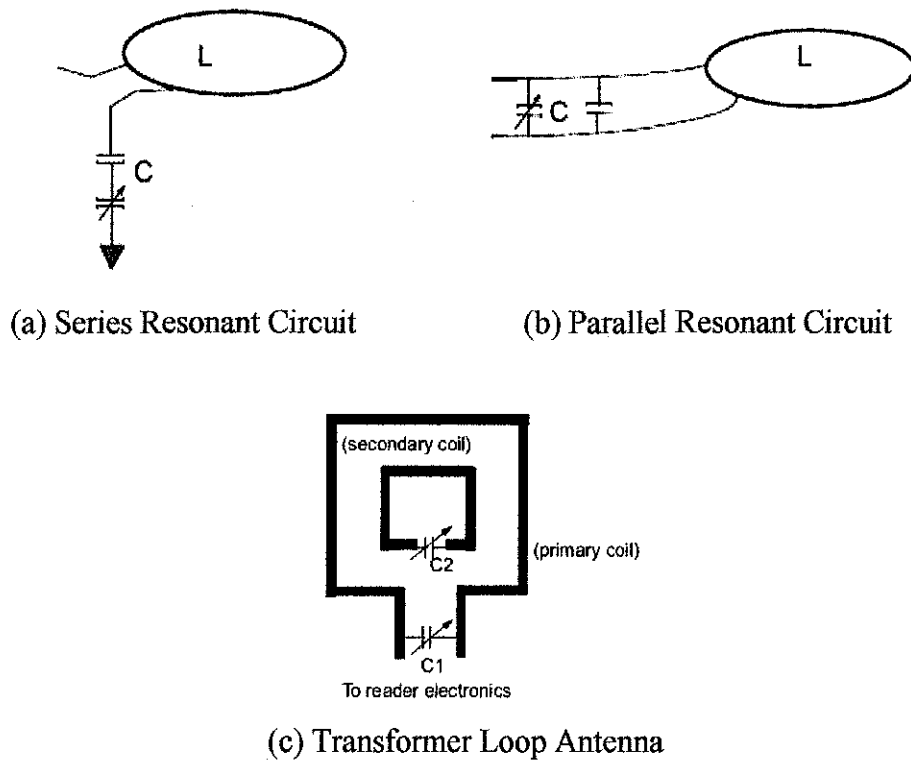 L
C
(a) Series Resonant Circuit
L
C
(b) Parallel Resonant Circuit
(secondary coil)
C2
(primary coil)
C1
To reader electronics
(c) Transformer Loop Antenna